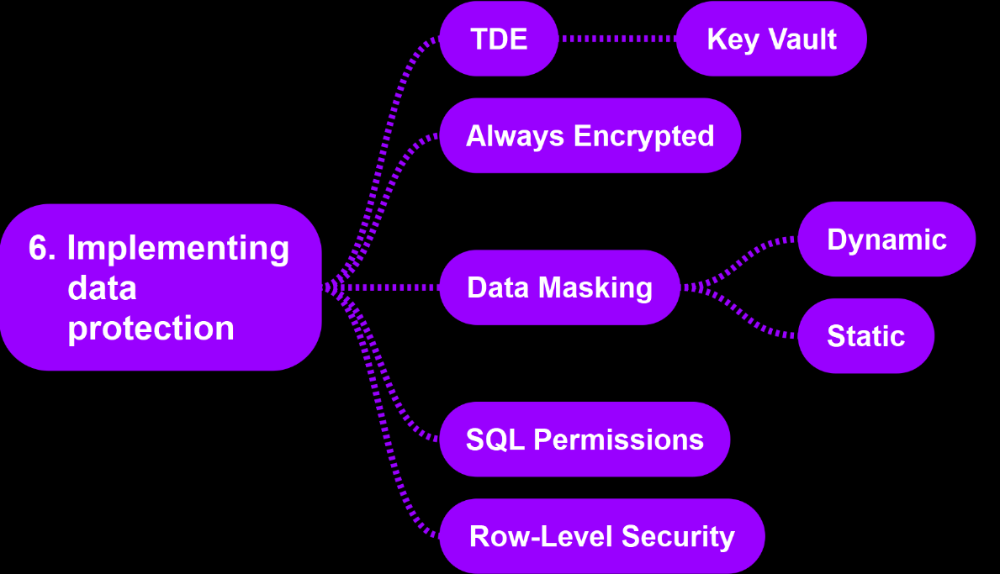 6. Implementing
data
protection
TDE
Key Vault
Always Encrypted
Data Masking
Dynamic
Static
SQL Permissions
Row-Level Security